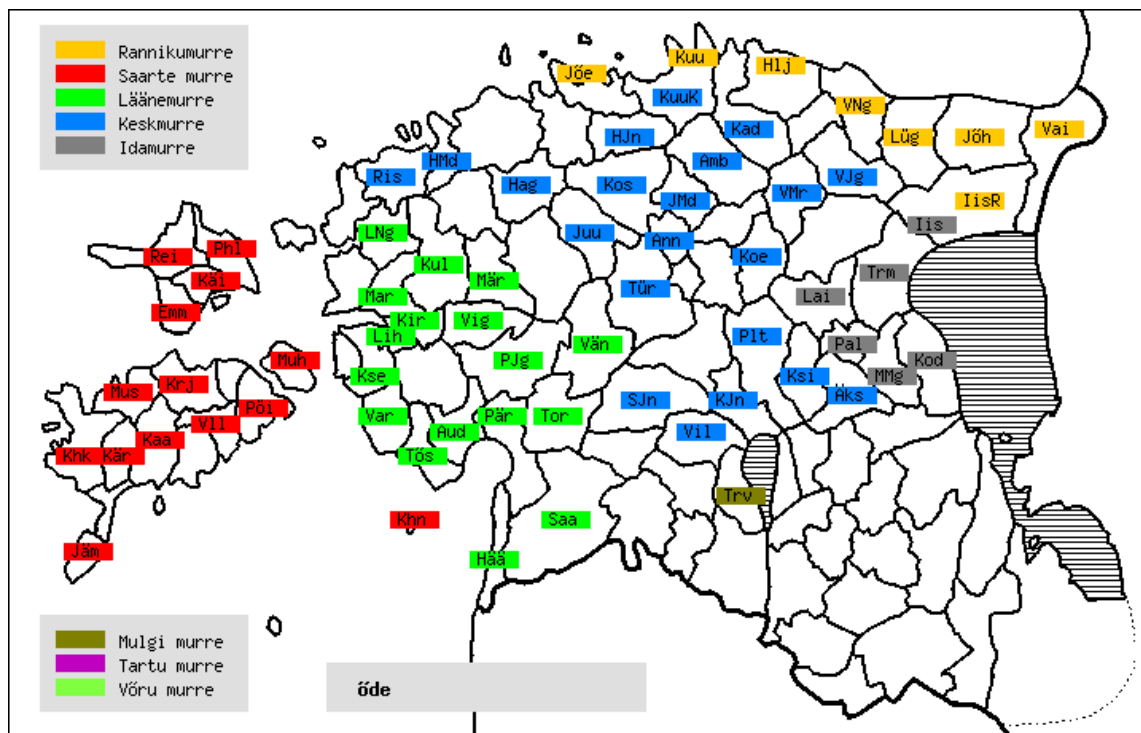 Rannikumurre
Saarte murre
Läänemurre
Keskmurre
Idamurre
Jőe
Kuu
Hlj
KuuK
VNg
HJn
Kad
Lüg
Jőh
Vai
HMd
Ris
Hag
Kos
Amb
JMd
VMr
VJg
IisR
LNg
Juu
Ann
Iis
Rei
Phl
Käi
Emm
Kul
Mär
Koe
Trm
Mar
Tür
Lai
Kir
Vig
Lih
Vän
Plt
Pal
Kod
Muh
Kse
PJg
Ksi
MMg
Äks
Mus
Krj
Pöi
Vll
Kaa
Khk
Kär
Var
Aud
Pär
Tor
SJn
KJn
Vil
Tős
Trv
Khn
Saa
Jäm
Hää
Mulgi murre
Tartu murre
Vőru murre
őde